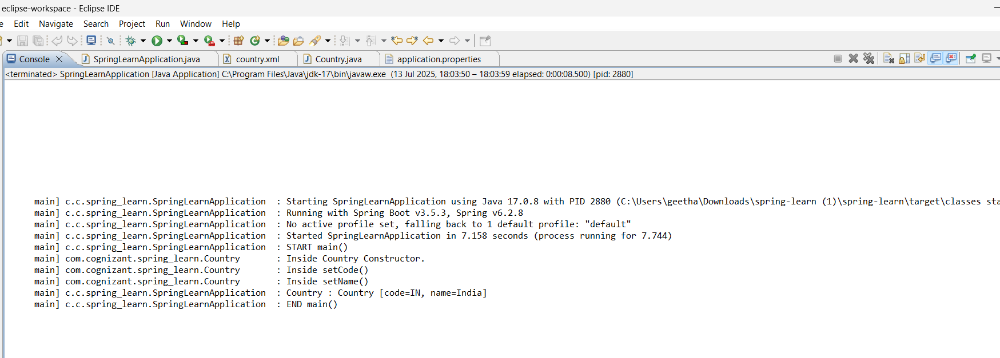 eclipse-workspace - Eclipse IDE
Edit Navigate Search Project Run Window Help
Console SpringLearnApplication.java country.xml Country.java application.properties
<terminated> SpringLearnApplication [Java Application] C:\Program Files\Java\jdk-17\bin\javaw.exe (13 Jul 2025, 18:03:50 – 18:03:59 elapsed: 0:00:08.500) [pid: 2880]
main] c.c.spring_learn.SpringLearnApplication : Starting SpringLearnApplication using Java 17.0.8 with PID 2880 (C:\Users\geetha\Downloads\spring-learn (1)\spring-learn\target\classes sta
main] c.c.spring_learn.SpringLearnApplication : Running with Spring Boot v3.5.3, Spring v6.2.8
main] c.c.spring_learn.SpringLearnApplication : No active profile set, falling back to 1 default profile: "default"
main] c.c.spring_learn.SpringLearnApplication : Started SpringLearnApplication in 7.158 seconds (process running for 7.744)
main] c.c.spring_learn.SpringLearnApplication : START main()
main] com.cognizant.spring_learn.Country : Inside Country Constructor.
main] com.cognizant.spring_learn.Country : Inside setCode()
main] com.cognizant.spring_learn.Country : Inside setName()
main] c.c.spring_learn.SpringLearnApplication : Country : Country [code=IN, name=India]
main] c.c.spring_learn.SpringLearnApplication : END main()